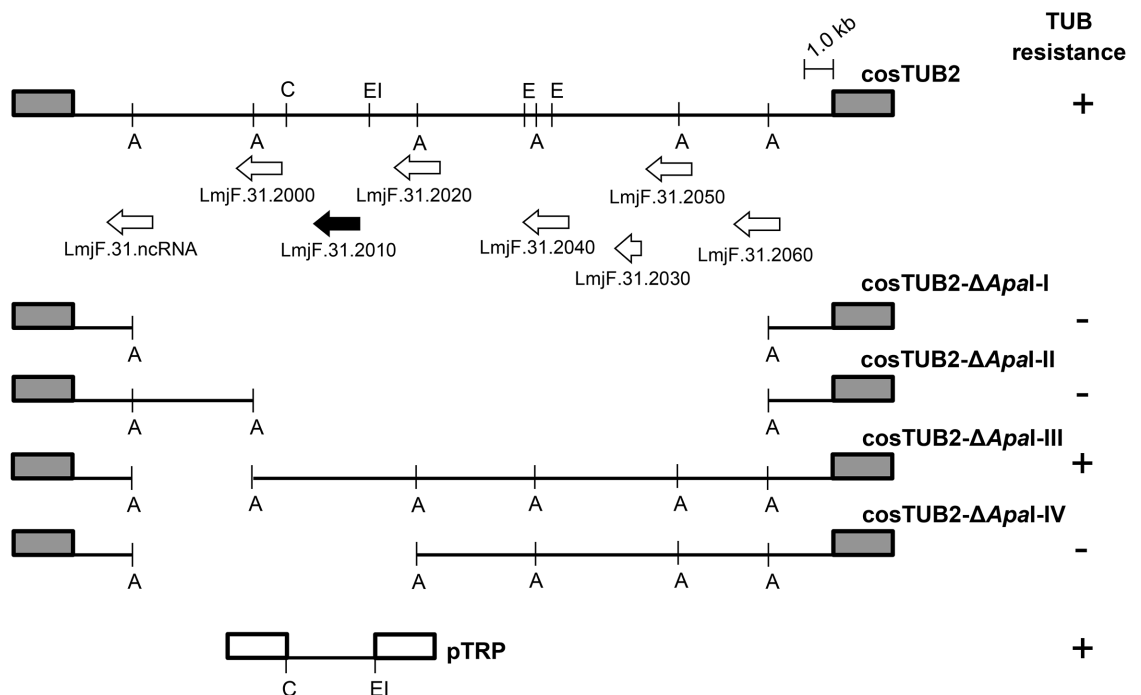 TUB
resistance
1.0 kb
cosTUB2
+
C EI E E
A A A A A A
LmjF.31.2000 LmjF.31.2020 LmjF.31.2050
LmjF.31.ncRNA LmjF.31.2010 LmjF.31.2040 LmjF.31.2030 LmjF.31.2060
cosTUB2-ΔApaI-I
-
A A
cosTUB2-ΔApaI-II
-
A A A
cosTUB2-ΔApaI-III
+
A A A A A A
cosTUB2-ΔApaI-IV
-
A A A A A
pTRP
+
C EI